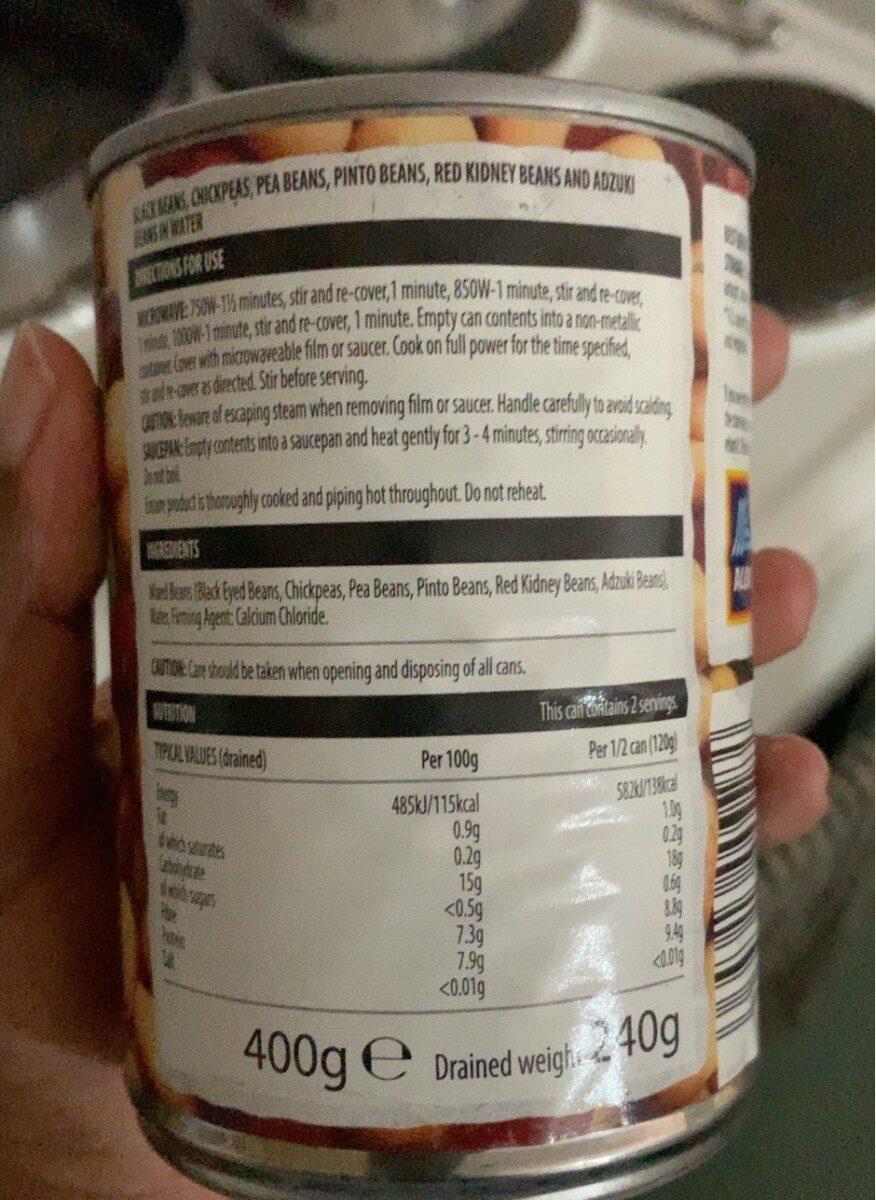 BLACK BEANS, CHICKPEAS, PEA BEANS, PINTO BEANS, RED KIDNEY BEANS AND ADZUKI
BEANS IN WATER
DIRECTIONS FOR USE
MICROWAVE: 750W-1½ minutes, stir and re-cover,1 minute, 850W-1 minute, stir and re-cover,
1 minute, 1000W-1 minute, stir and re-cover, 1 minute. Empty can contents into a non-metallic
container. Cover with microwaveable film or saucer. Cook on full power for the time specified,
stir and re-cover as directed. Stir before serving.
CAUTION: Beware of escaping steam when removing film or saucer. Handle carefully to avoid scalding.
SAUCEPAN: Empty contents into a saucepan and heat gently for 3 - 4 minutes, stirring occasionally.
Do not boil.
Ensure product is thoroughly cooked and piping hot throughout. Do not reheat.
INGREDIENTS
Mixed Beans (Black Eyed Beans, Chickpeas, Pea Beans, Pinto Beans, Red Kidney Beans, Adzuki Beans),
Water, Firming Agent: Calcium Chloride.
CAUTION: Care should be taken when opening and disposing of all cans.
NUTRITION This can contains 2 servings.
TYPICAL VALUES (drained) Per 100g Per 1/2 can (120g)
Energy 485kJ/115kcal 582kJ/138kcal
Fat 0.9g 1.0g
of which saturates 0.2g 0.2g
Carbohydrate 15g 18g
of which sugars <0.5g 0.6g
Fibre 7.3g 8.8g
Protein 7.9g 9.4g
Salt <0.01g <0.01g
400g e Drained weight 240g